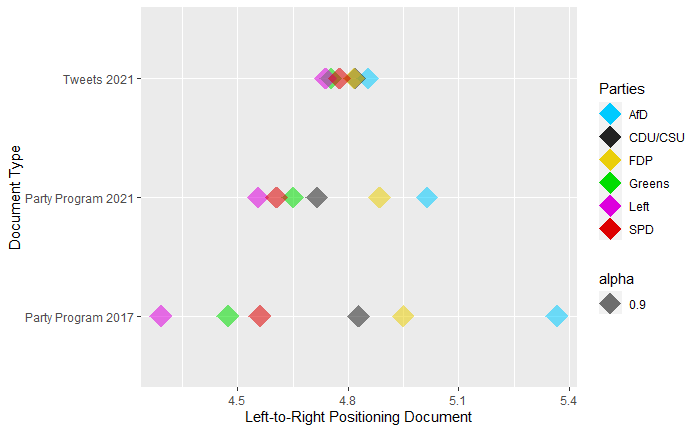 Document Type
Tweets 2021
Party Program 2021
Party Program 2017
4.5 4.8 5.1 5.4
Left-to-Right Positioning Document
Parties
AfD
CDU/CSU
FDP
Greens
Left
SPD
alpha
0.9